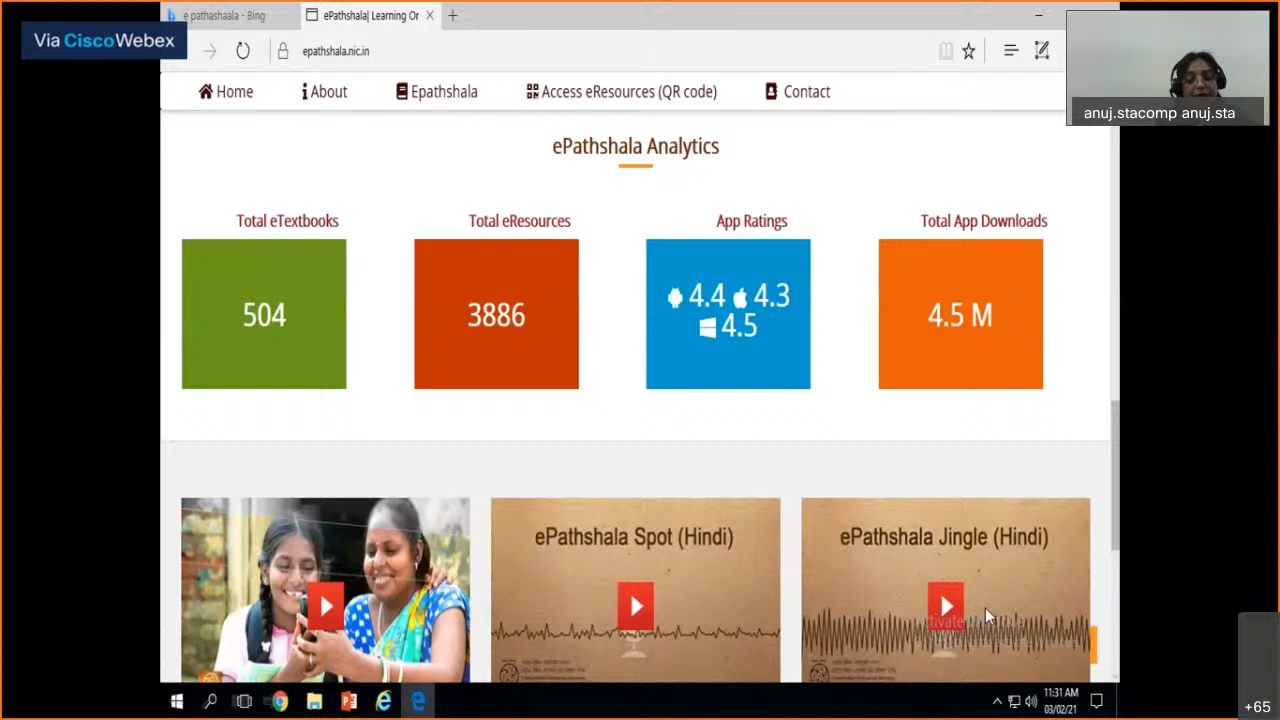 e pathashaala - Bing
ePathshala| Learning Or
Via CiscoWebex
epathshala.nic.in
Home
About
Epathshala
Access eResources (QR code)
Contact
anuj.stacomp anuj.sta
ePathshala Analytics
Total eTextbooks
Total eResources
App Ratings
Total App Downloads
504
3886
4.4 4.3
4.5
4.5 M
ePathshala Spot (Hindi)
ePathshala Jingle (Hindi)
11:31 AM
03/02/21
+65